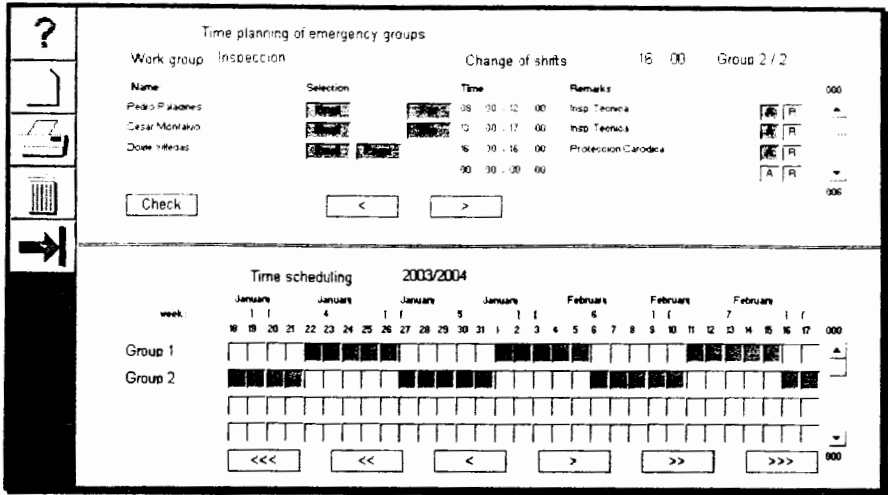 ?
Time planning of emergency groups
Work group Inspeccion Change of shifts 16 00 Group 2 / 2
Name Selection Time Remarks 000
Pedro Paladines 08 00 - 12 00 Insp Tecnica A R
Cesar Montalvo 00 - 17 00 Insp Tecnica A R
Villegas 16 00 - 16 00 Proteccion A R
00 00 - 00 00 A R
006
Check < >
Time scheduling 2003/2004
January January January January February February February
week: 4 5 6 7
18 19 20 21 22 23 24 25 26 27 28 29 30 31 1 2 3 4 5 6 7 8 9 10 11 12 13 14 15 16 17 000
Group 1
Group 2
<<< << < > >> >>> 000